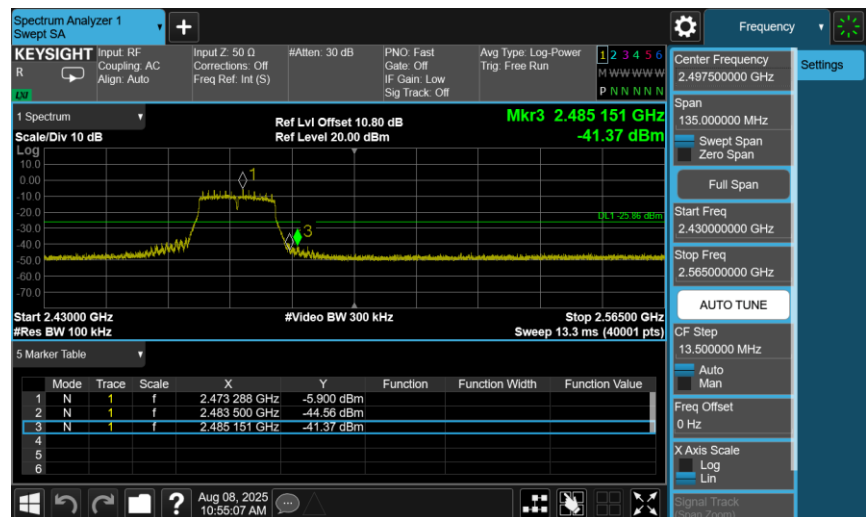 Spectrum Analyzer 1
Swept SA
+
Frequency
KEYSIGHT
R
LXI
Input: RF
Coupling: AC
Align: Auto
Input Z: 50 Ω
Corrections: Off
Freq Ref: Int (S)
#Atten: 30 dB
PNO: Fast
Gate: Off
IF Gain: Low
Sig Track: Off
Avg Type: Log-Power
Trig: Free Run
1 2 3 4 5 6
M W W W W W
P N N N N N
Center Frequency
2.497500000 GHz
Settings
Span
135.000000 MHz
Swept Span
Zero Span
Full Span
Start Freq
2.430000000 GHz
Stop Freq
2.565000000 GHz
AUTO TUNE
CF Step
13.500000 MHz
Auto
Man
Freq Offset
0 Hz
X Axis Scale
Log
Lin
Signal Track
(Span Zoom)
1 Spectrum
Scale/Div 10 dB
Ref Lvl Offset 10.80 dB
Ref Level 20.00 dBm
Mkr3 2.485 151 GHz
-41.37 dBm
Log
10.0
0.00
-10.0
-20.0
-30.0
-40.0
-50.0
-60.0
-70.0
1
3
DL1 -25.86 dBm
Start 2.43000 GHz
#Res BW 100 kHz
#Video BW 300 kHz
Stop 2.56500 GHz
Sweep 13.3 ms (40001 pts)
5 Marker Table
Mode Trace Scale X Y Function Function Width Function Value
1 N 1 f 2.473 288 GHz -5.900 dBm
2 N 1 f 2.483 500 GHz -44.56 dBm
3 N 1 f 2.485 151 GHz -41.37 dBm
4
5
6
?
Aug 08, 2025
10:55:07 AM